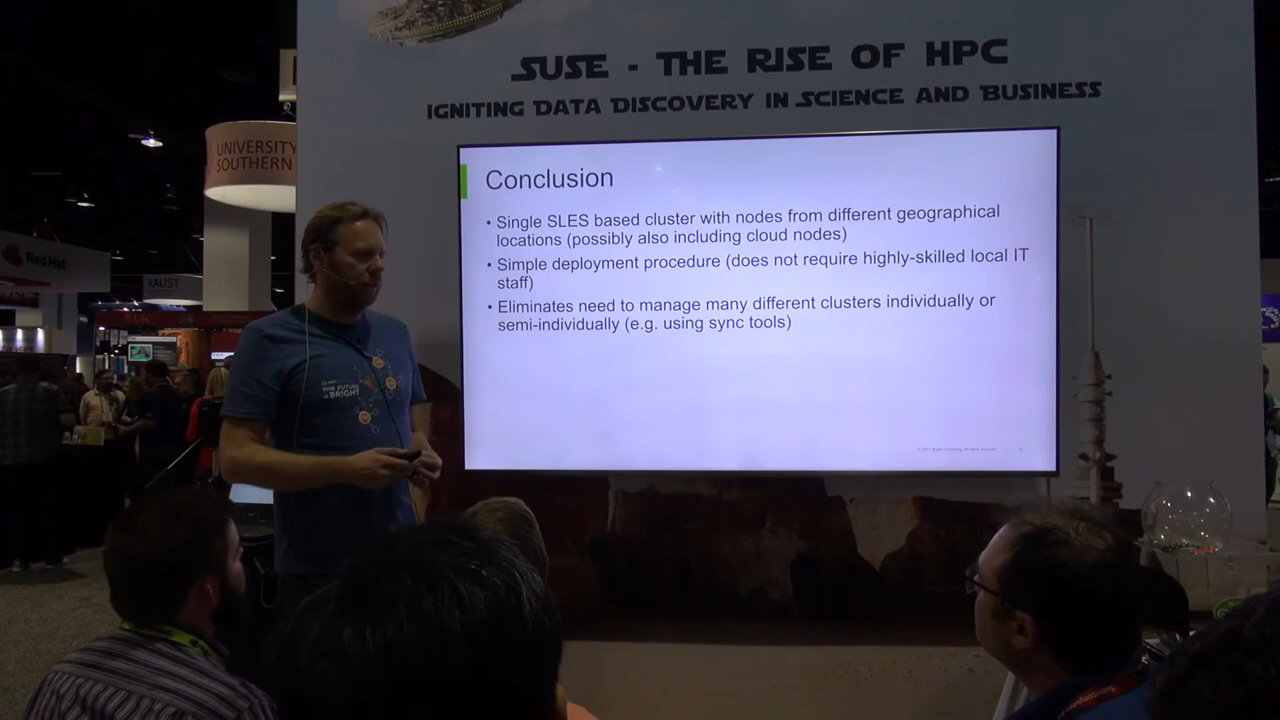 SUSE - THE RISE OF HPC
IGNITING DATA DISCOVERY IN SCIENCE AND BUSINESS
UNIVERSITY
SOUTHERN
Red Hat
KAUST
Conclusion
• Single SLES based cluster with nodes from different geographical
locations (possibly also including cloud nodes)
• Simple deployment procedure (does not require highly-skilled local IT
staff)
• Eliminates need to manage many different clusters individually or
semi-individually (e.g. using sync tools)
THE FUTURE
IS BRIGHT